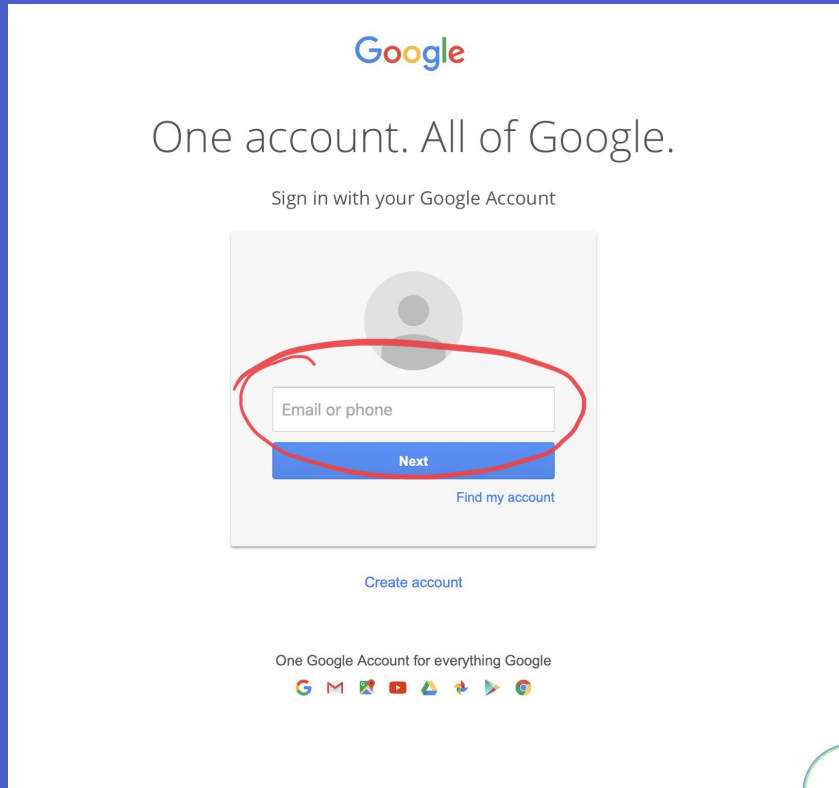 Google
One account. All of Google.
Sign in with your Google Account
Email or phone
Next
Find my account
Create account
One Google Account for everything Google